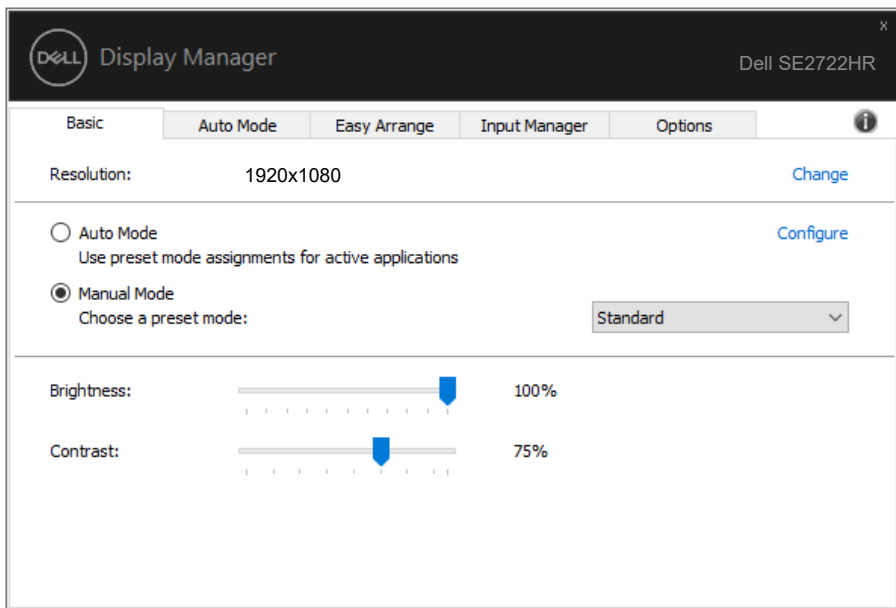 x
DELL Display Manager
Dell SE2722HR
Basic Auto Mode Easy Arrange Input Manager Options
Resolution: 1920x1080 Change
Auto Mode Configure
Use preset mode assignments for active applications
Manual Mode
Choose a preset mode: Standard
Brightness: 100%
Contrast: 75%